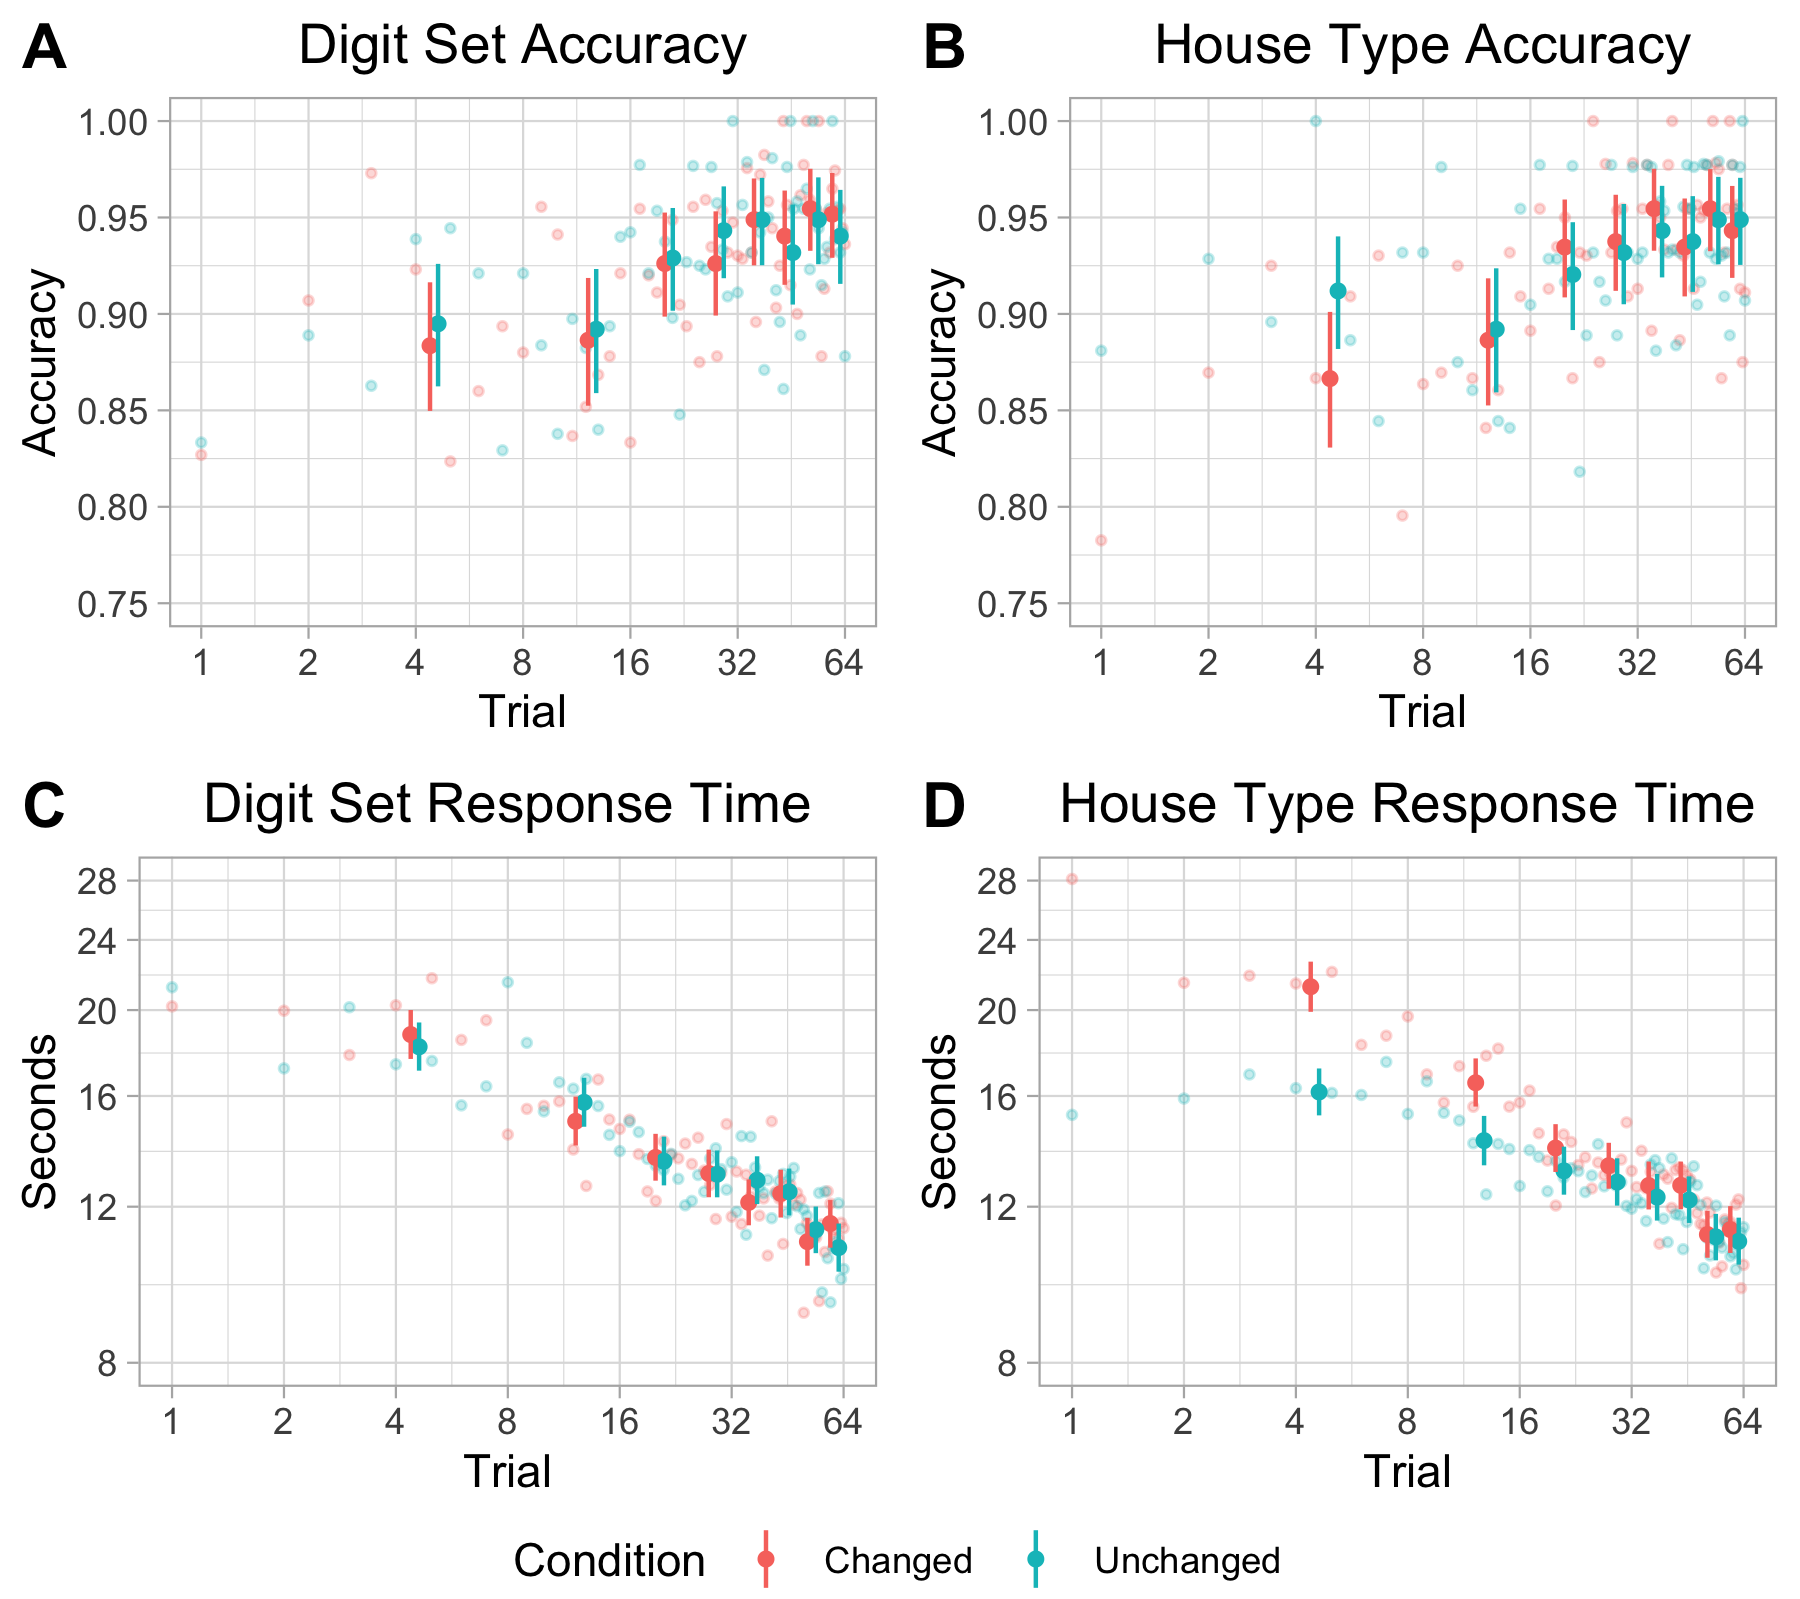 A Digit Set Accuracy
Accuracy
1.00
0.95
0.90
0.85
0.80
0.75
1 2 4 8 16 32 64
Trial
B House Type Accuracy
Accuracy
1.00
0.95
0.90
0.85
0.80
0.75
1 2 4 8 16 32 64
Trial
C Digit Set Response Time
Seconds
28
24
20
16
12
8
1 2 4 8 16 32 64
Trial
D House Type Response Time
Seconds
28
24
20
16
12
8
1 2 4 8 16 32 64
Trial
Condition Changed Unchanged